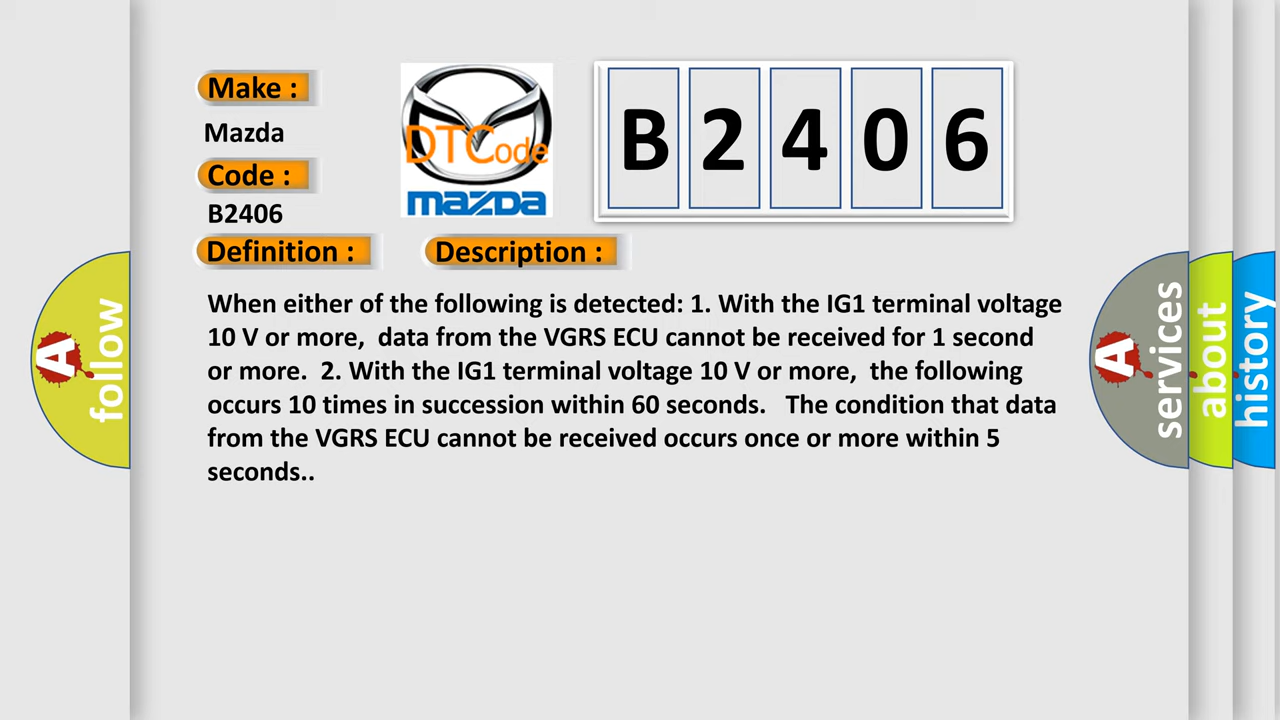 Make :
Mazda
Code :
B2406
Definition :
Description :
DTCode
mazda
B 2 4 0 6
When either of the following is detected: 1. With the IG1 terminal voltage
10 V or more,  data from the VGRS ECU cannot be received for 1 second
or more.  2. With the IG1 terminal voltage 10 V or more,  the following
occurs 10 times in succession within 60 seconds.   The condition that data
from the VGRS ECU cannot be received occurs once or more within 5
seconds..
A
follow
A
services
about
history